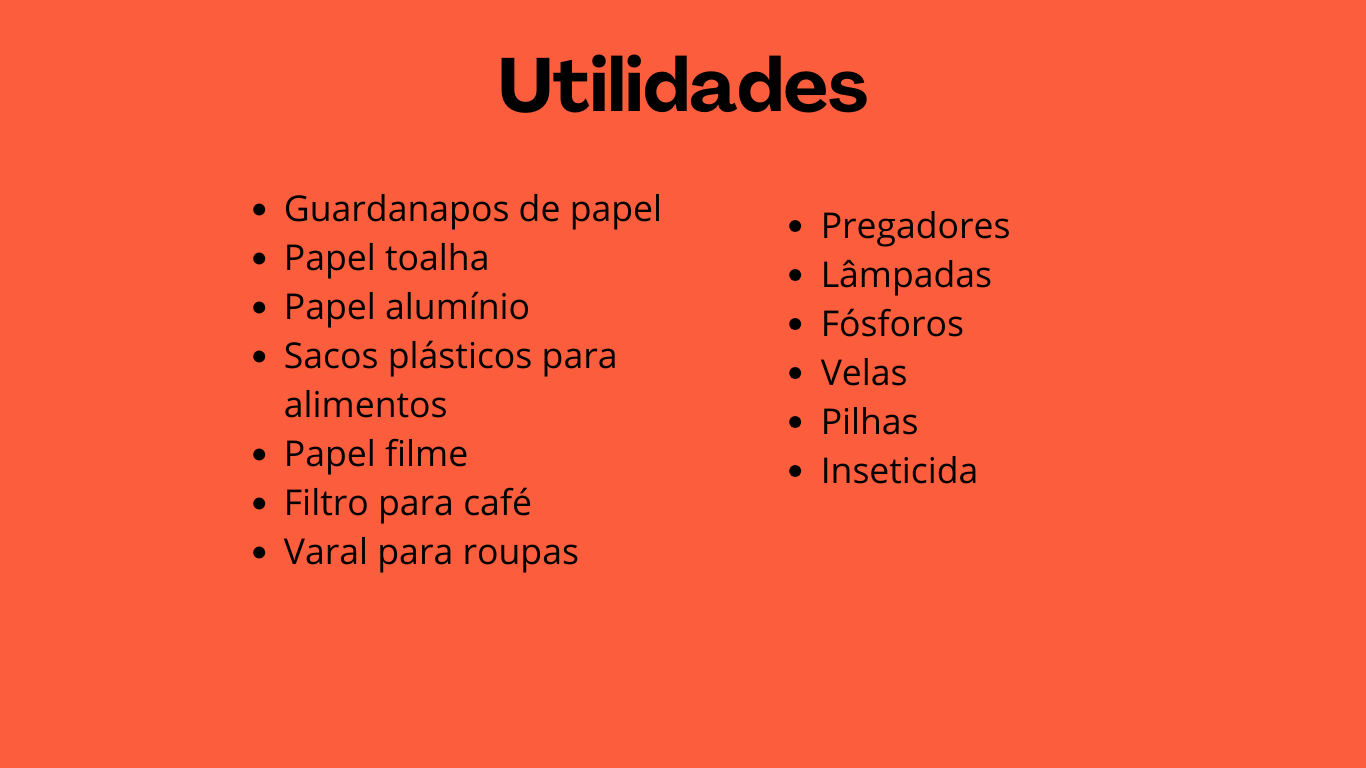 Utilidades
• Guardanapos de papel
• Papel toalha
• Papel alumínio
• Sacos plásticos para
alimentos
• Papel filme
• Filtro para café
• Varal para roupas
• Pregadores
• Lâmpadas
• Fósforos
• Velas
• Pilhas
• Inseticida